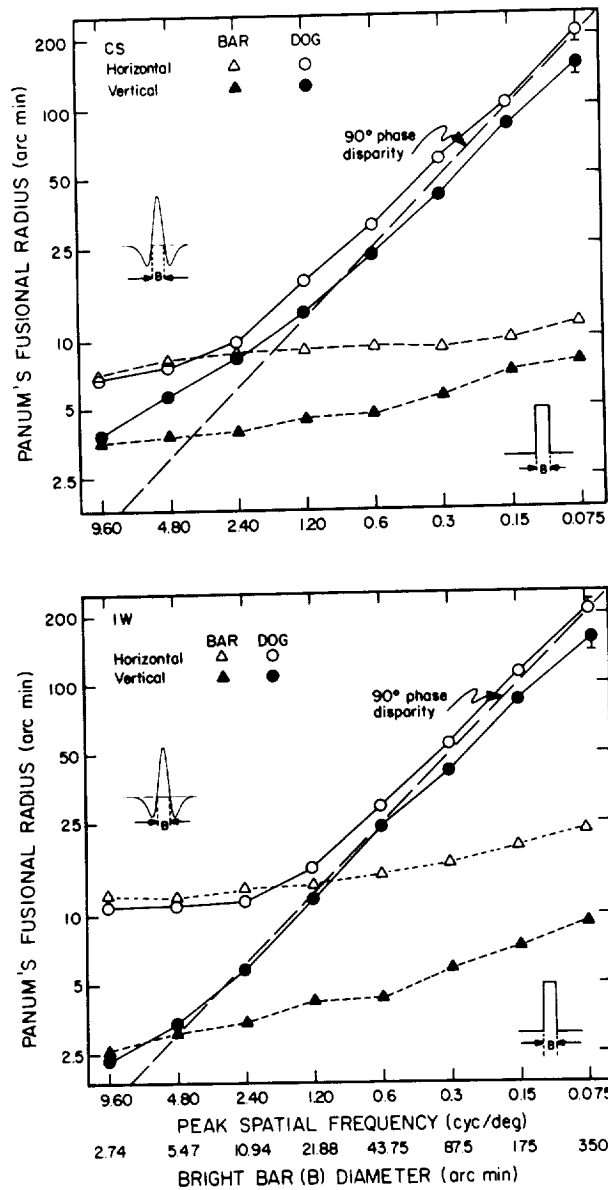 200
100
50
25
10
5
2.5
PANUM'S FUSIONAL RADIUS (arc min)
CS
BAR DOG
Horizontal △ ○
Vertical ▲ ●
90° phase
disparity
B
B
9.60 4.80 2.40 1.20 0.6 0.3 0.15 0.075
200
100
50
25
10
5
2.5
PANUM'S FUSIONAL RADIUS (arc min)
IW
BAR DOG
Horizontal △ ○
Vertical ▲ ●
90° phase
disparity
B
B
9.60 4.80 2.40 1.20 0.6 0.3 0.15 0.075
PEAK SPATIAL FREQUENCY (cyc/deg)
2.74 5.47 10.94 21.88 43.75 87.5 175 350
BRIGHT BAR (B) DIAMETER (arc min)